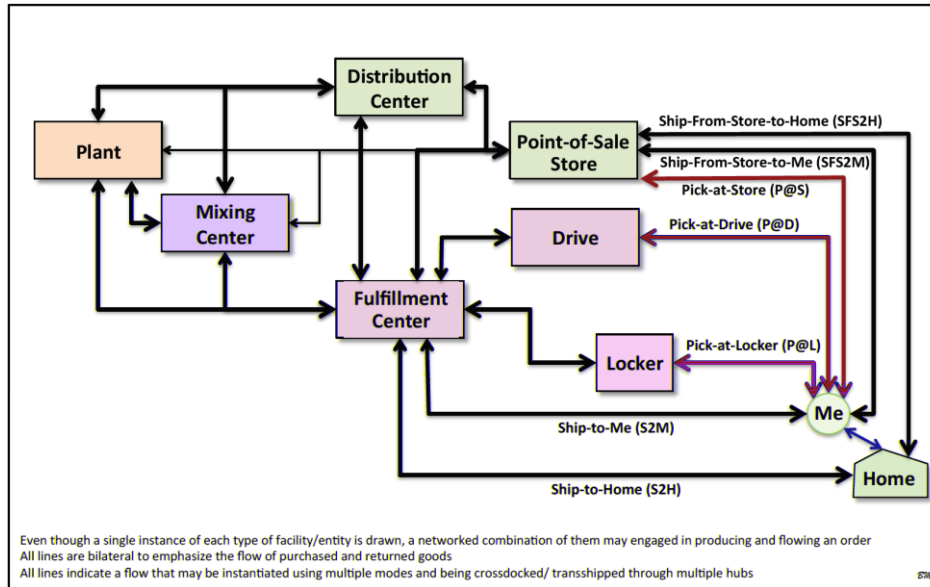 Distribution
Center
Plant
Point-of-Sale
Store
Ship-From-Store-to-Home (SFS2H)
Ship-From-Store-to-Me (SFS2M)
Pick-at-Store (P@S)
Mixing
Center
Drive
Pick-at-Drive (P@D)
Fulfillment
Center
Locker
Pick-at-Locker (P@L)
Me
Ship-to-Me (S2M)
Home
Ship-to-Home (S2H)
Even though a single instance of each type of facility/entity is drawn, a networked combination of them may engaged in producing and flowing an order
All lines are bilateral to emphasize the flow of purchased and returned goods
All lines indicate a flow that may be instantiated using multiple modes and being crossdocked/ transshipped through multiple hubs